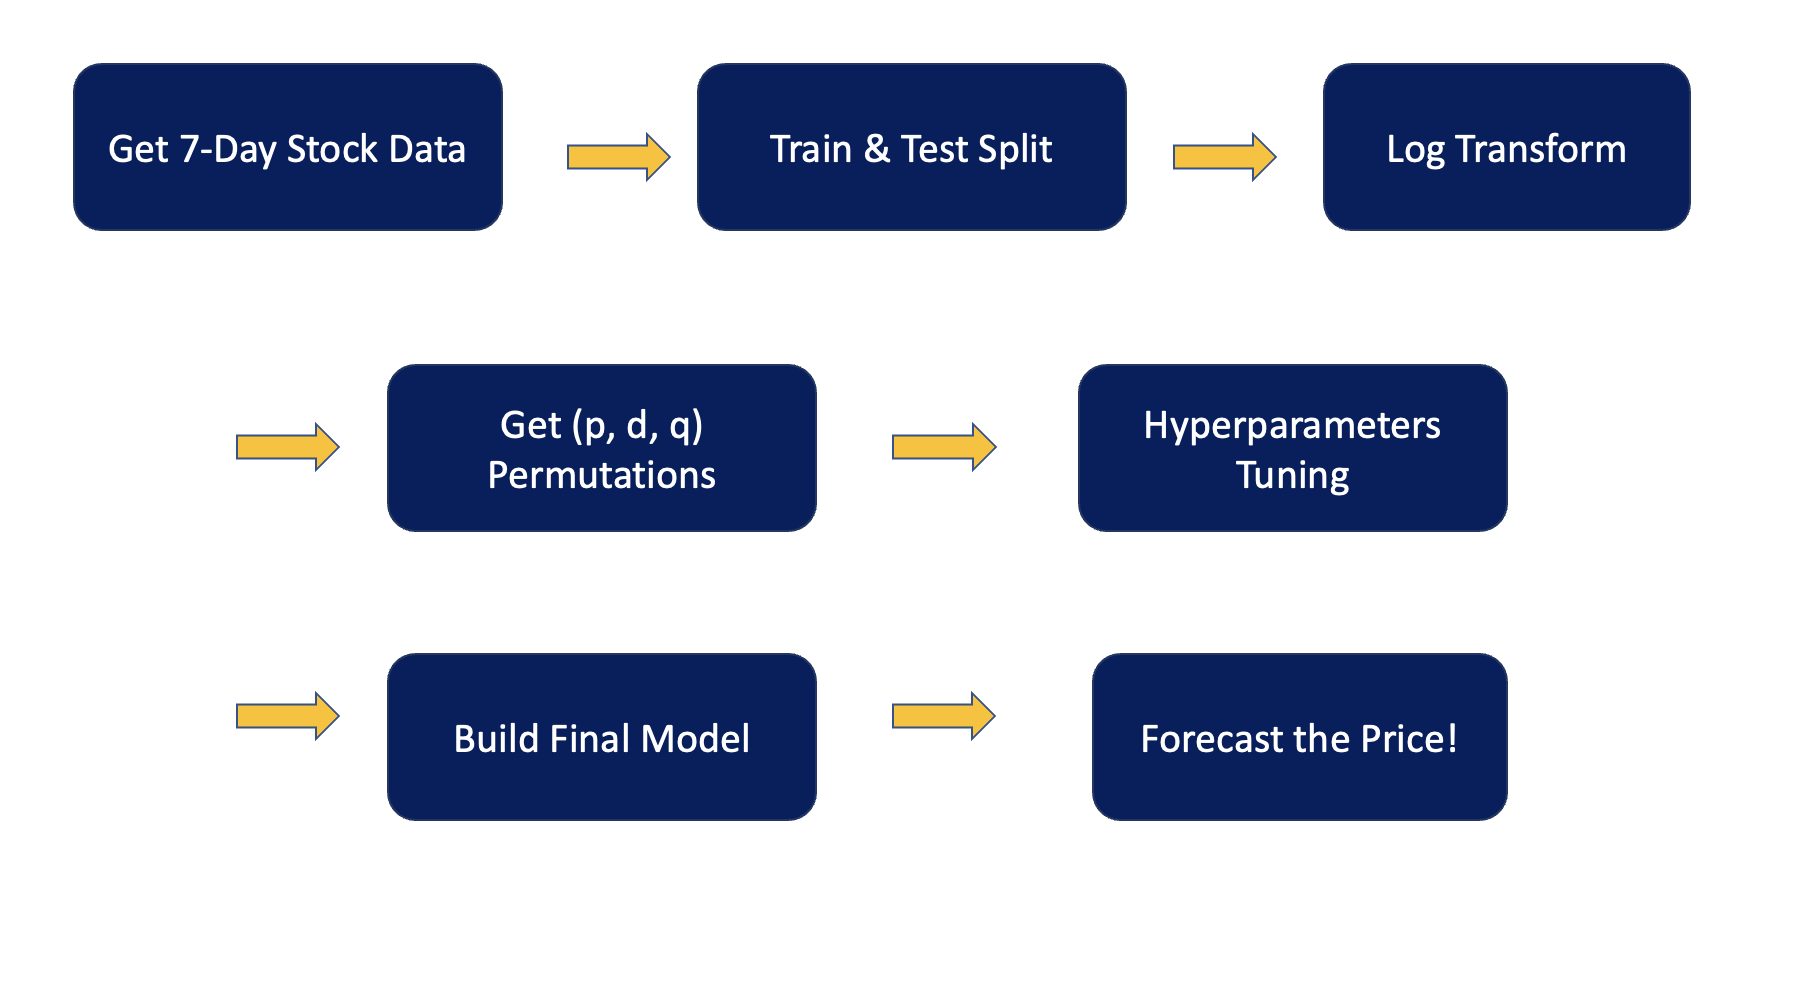 Get 7-Day Stock Data
Train & Test Split
Log Transform
Get (p, d, q)
Permutations
Hyperparameters
Tuning
Build Final Model
Forecast the Price!